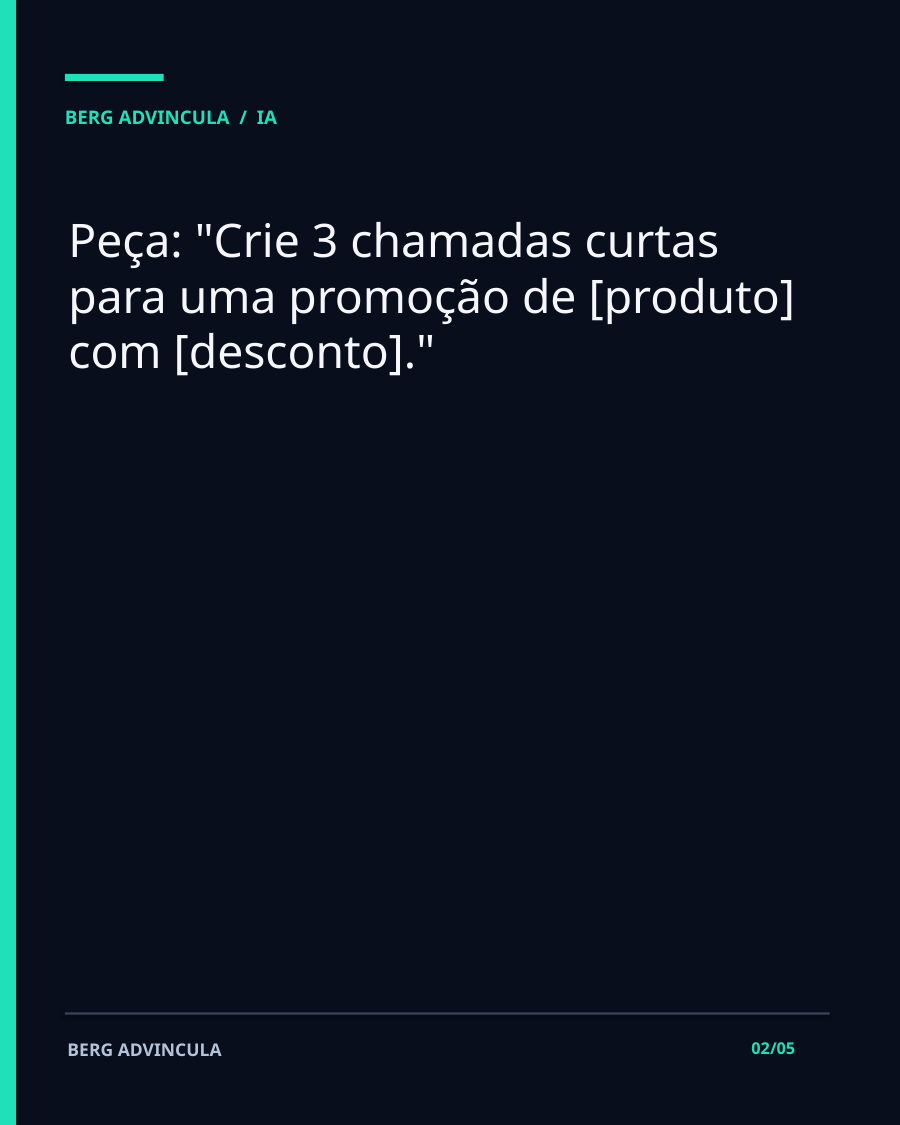 BERG ADVINCULA / IA
Peça: "Crie 3 chamadas curtas
para uma promoção de [produto]
com [desconto]."
BERG ADVINCULA
02/05